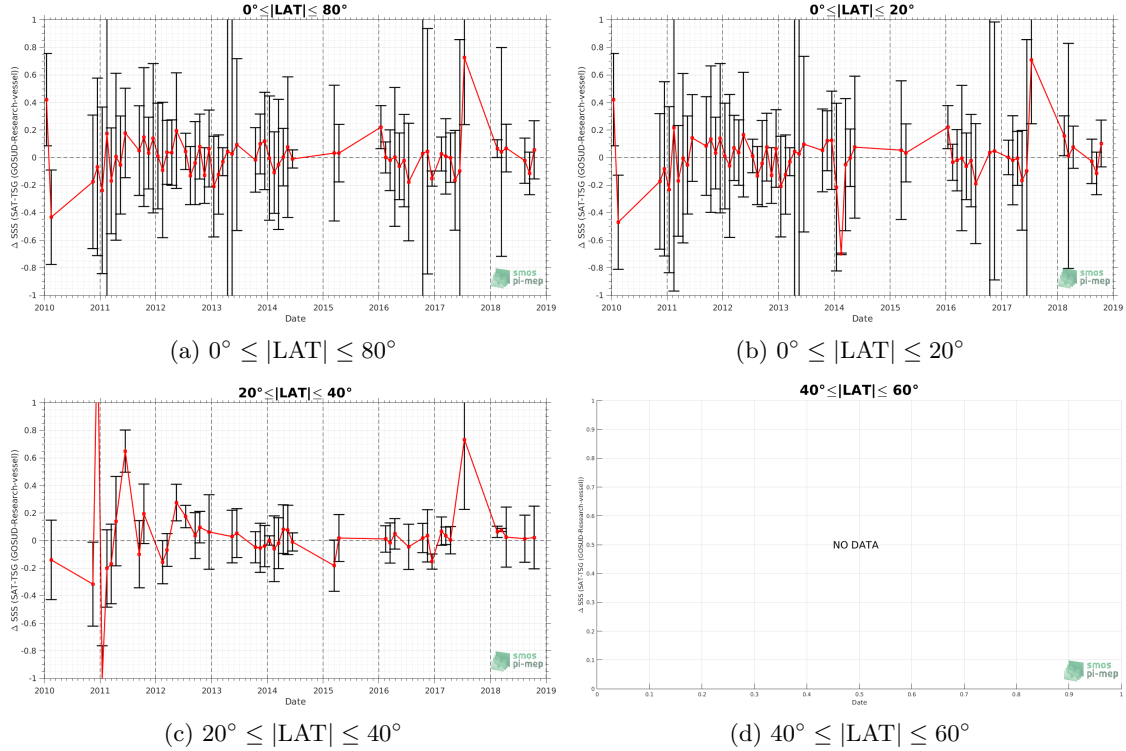 0°≤|LAT|≤ 80°
1
0.8
0.6
0.4
0.2
0
-0.2
-0.4
-0.6
-0.8
-1
Δ SSS (SAT-TSG (GOSUD-Research-vessel))
2010 2011 2012 2013 2014 2015 2016 2017 2018 2019
Date
smos
pi-mep
(a) 0° ≤ |LAT| ≤ 80°
0°≤|LAT|≤ 20°
1
0.8
0.6
0.4
0.2
0
-0.2
-0.4
-0.6
-0.8
-1
Δ SSS (SAT-TSG (GOSUD-Research-vessel))
2010 2011 2012 2013 2014 2015 2016 2017 2018 2019
Date
smos
pi-mep
(b) 0° ≤ |LAT| ≤ 20°
20°≤|LAT|≤ 40°
1
0.8
0.6
0.4
0.2
0
-0.2
-0.4
-0.6
-0.8
-1
Δ SSS (SAT-TSG (GOSUD-Research-vessel))
2010 2011 2012 2013 2014 2015 2016 2017 2018 2019
Date
smos
pi-mep
(c) 20° ≤ |LAT| ≤ 40°
40°≤|LAT|≤ 60°
1
0.9
0.8
0.7
0.6
0.5
0.4
0.3
0.2
0.1
0
Δ SSS (SAT-TSG (GOSUD-Research-vessel))
NO DATA
0 0.1 0.2 0.3 0.4 0.5 0.6 0.7 0.8 0.9 1
Date
smos
pi-mep
(d) 40° ≤ |LAT| ≤ 60°